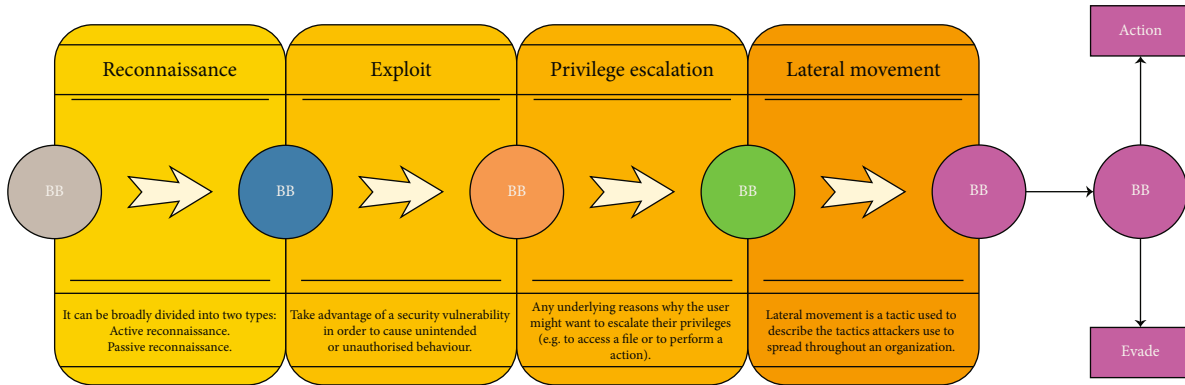 Reconnaissance
Exploit
Privilege escalation
Lateral movement
Action
BB
BB
BB
BB
BB
BB
It can be broadly divided into two types:
Active reconnaissance.
Passive reconnaissance.
Take advantage of a security vulnerability
in order to cause unintended
or unauthorised behaviour.
Any underlying reasons why the user
might want to escalate their privileges
(e.g. to access a file or to perform a
action).
Lateral movement is a tactic used to
describe the tactics attackers use to
spread throughout an organization.
Evade